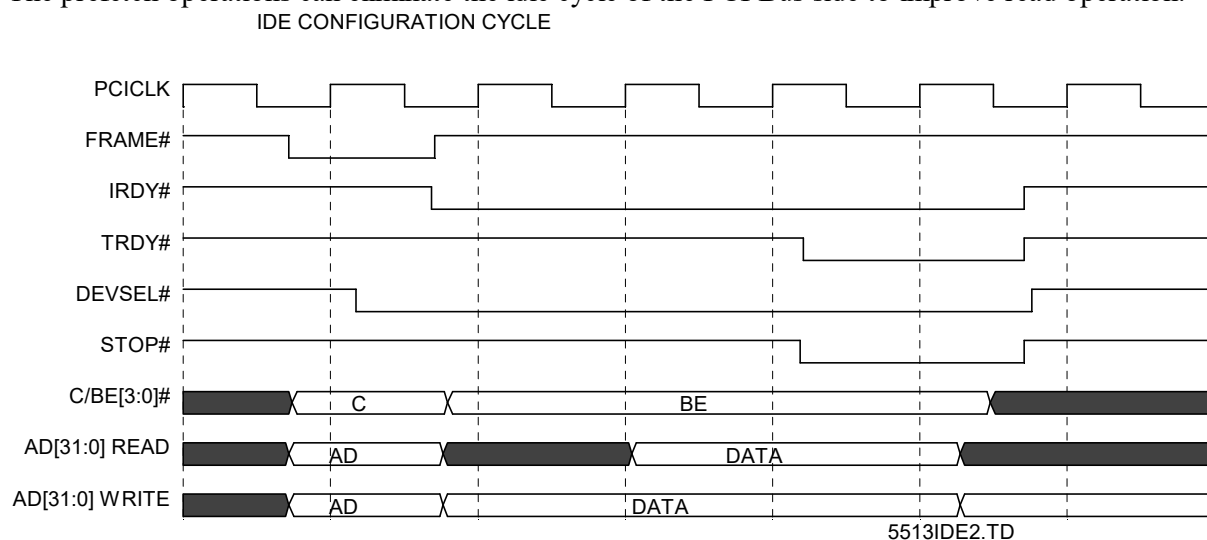 The prefetch operations can eliminate the idle cycle of the PCI Bus side to improve read operation.
IDE CONFIGURATION CYCLE
PCICLK
FRAME#
IRDY#
TRDY#
DEVSEL#
STOP#
C/BE[3:0]# C BE
AD[31:0] READ AD DATA
AD[31:0] WRITE AD DATA
5513IDE2.TD